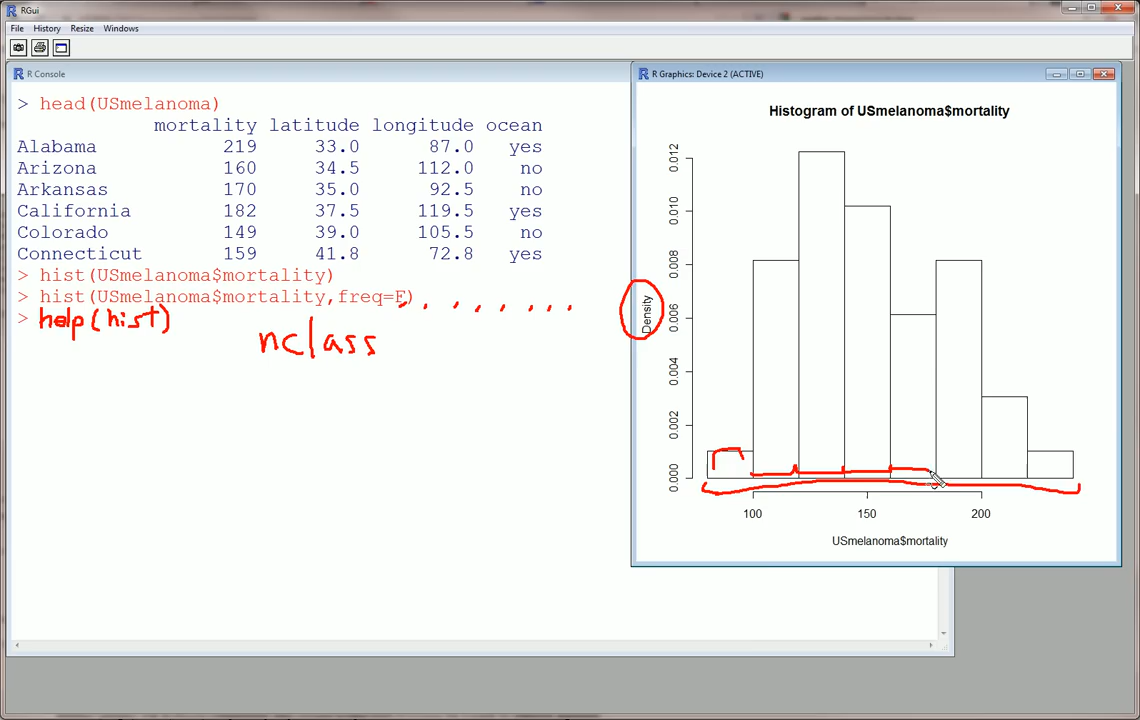 RGui
File History Resize Windows
R Console
> head(USmelanoma)
mortality latitude longitude ocean
Alabama 219 33.0 87.0 yes
Arizona 160 34.5 112.0 no
Arkansas 170 35.0 92.5 no
California 182 37.5 119.5 yes
Colorado 149 39.0 105.5 no
Connecticut 159 41.8 72.8 yes
> hist(USmelanoma$mortality)
> hist(USmelanoma$mortality,freq=F)
> help(hist)
nclass
R Graphics: Device 2 (ACTIVE)
Histogram of USmelanoma$mortality
Density
0.012
0.010
0.008
0.006
0.004
0.002
0.000
100 150 200
USmelanoma$mortality